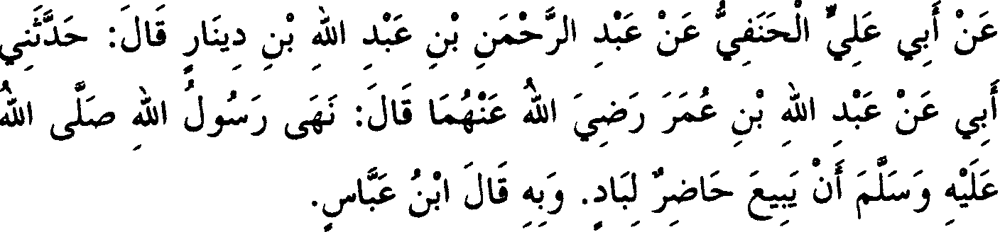 عَنْ أَبِي عَلِيٍّ الْحَنَفِيُّ عَنْ عَبْدِ الرَّحْمَنِ بْنِ عَبْدِ اللهِ بْنِ دِينَارٍ قَالَ: حَدَّثَنِي
أَبِي عَنْ عَبْدِ اللهِ بْنِ عُمَرَ رَضِيَ اللهُ عَنْهُمَا قَالَ: نَهَى رَسُولُ اللهِ صَلَّى اللهُ
عَلَيْهِ وَسَلَّمَ أَنْ يَبِيعَ حَاضِرٌ لِبَادٍ. وَبِهِ قَالَ ابْنُ عَبَّاسٍ.